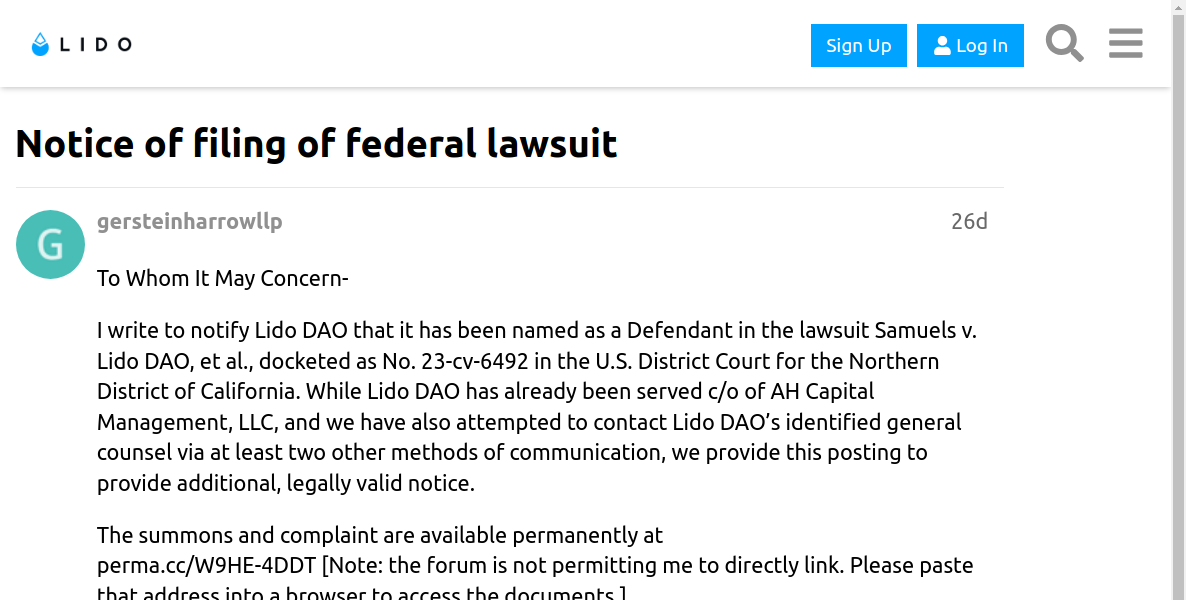 LIDO
Sign Up
Log In
Notice of filing of federal lawsuit
G
gersteinharrowllp
26d
To Whom It May Concern-
I write to notify Lido DAO that it has been named as a Defendant in the lawsuit Samuels v.
Lido DAO, et al., docketed as No. 23-cv-6492 in the U.S. District Court for the Northern
District of California. While Lido DAO has already been served c/o of AH Capital
Management, LLC, and we have also attempted to contact Lido DAO’s identified general
counsel via at least two other methods of communication, we provide this posting to
provide additional, legally valid notice.
The summons and complaint are available permanently at
perma.cc/W9HE-4DDT [Note: the forum is not permitting me to directly link. Please paste
that address into a browser to access the documents.]